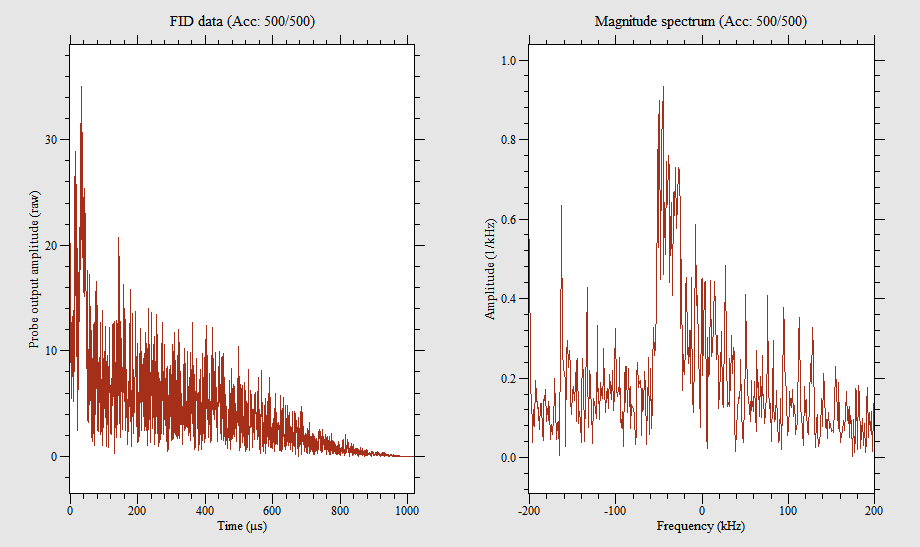 FID data (Acc: 500/500)
Probe output amplitude (raw)
30
20
10
0
0 200 400 600 800 1000
Time (µs)
Magnitude spectrum (Acc: 500/500)
Amplitude (1/kHz)
1.0
0.8
0.6
0.4
0.2
0.0
-200 -100 0 100 200
Frequency (kHz)